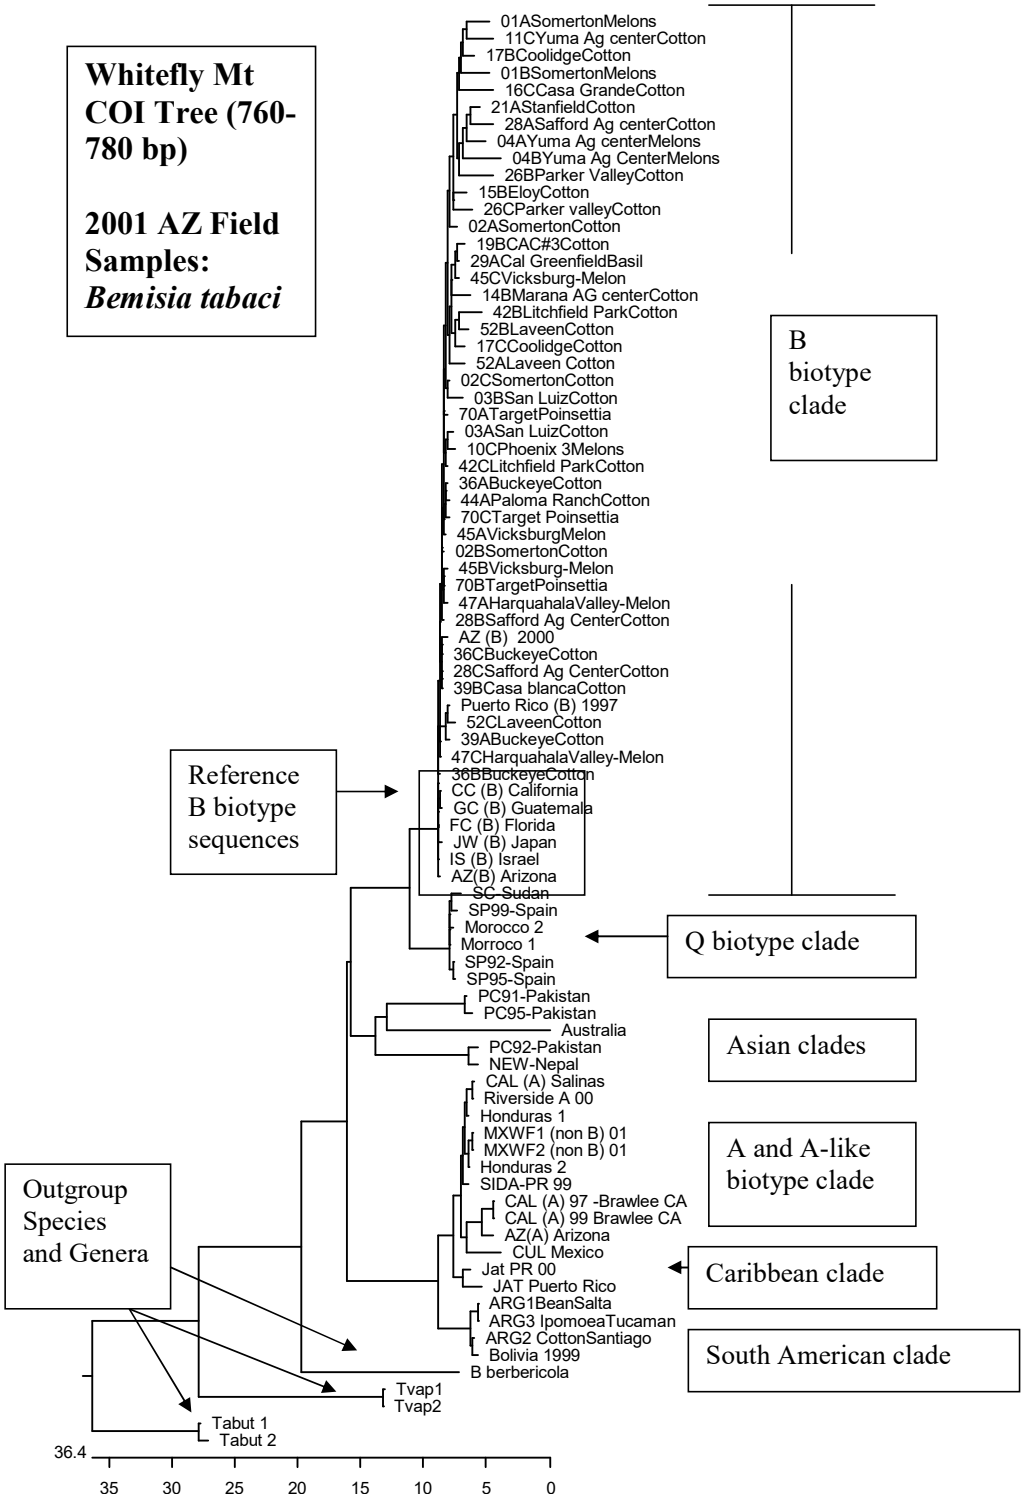 Whitefly Mt
COI Tree (760-
780 bp)
2001 AZ Field
Samples:
Bemisia tabaci
01ASomertonMelons
11CYuma Ag centerCotton
17BCoolidgeCotton
01BSomertonMelons
16CCasa GrandeCotton
21AStanfieldCotton
28ASafford Ag centerCotton
04AYuma Ag centerMelons
04BYuma Ag CenterMelons
26BParker ValleyCotton
15BEloyCotton
26CParker valleyCotton
02ASomertonCotton
19BCAC#3Cotton
29ACal GreenfieldBasil
45CVicksburg-Melon
14BMarana AG centerCotton
42BLitchfield ParkCotton
52BLaveenCotton
17CCoolidgeCotton
52ALaveen Cotton
02CSomertonCotton
03BSan LuizCotton
70ATargetPoinsettia
03ASan LuizCotton
10CPhoenix 3Melons
42CLitchfield ParkCotton
36ABuckeyeCotton
44APaloma RanchCotton
70CTarget Poinsettia
45AVicksburgMelon
02BSomertonCotton
45BVicksburg-Melon
70BTargetPoinsettia
47AHarquahalaValley-Melon
28BSafford Ag CenterCotton
AZ (B)  2000
36CBuckeyeCotton
28CSafford Ag CenterCotton
39BCasa blancaCotton
Puerto Rico (B) 1997
52CLaveenCotton
39ABuckeyeCotton
47CHarquahalaValley-Melon
36BBuckeyeCotton
CC (B) California
GC (B) Guatemala
FC (B) Florida
JW (B) Japan
IS (B) Israel
AZ(B) Arizona
SC-Sudan
SP99-Spain
Morocco 2
Morroco 1
SP92-Spain
SP95-Spain
PC91-Pakistan
PC95-Pakistan
Australia
PC92-Pakistan
NEW-Nepal
CAL (A) Salinas
Riverside A 00
Honduras 1
MXWF1 (non B) 01
MXWF2 (non B) 01
Honduras 2
SIDA-PR 99
CAL (A) 97 -Brawlee CA
CAL (A) 99 Brawlee CA
AZ(A) Arizona
CUL Mexico
Jat PR 00
JAT Puerto Rico
ARG1BeanSalta
ARG3 IpomoeaTucaman
ARG2 CottonSantiago
Bolivia 1999
B berbericola
Tvap1
Tvap2
Tabut 1
Tabut 2
B
biotype
clade
Reference
B biotype
sequences
Q biotype clade
Asian clades
A and A-like
biotype clade
Caribbean clade
South American clade
Outgroup
Species
and Genera
36.4
35 30 25 20 15 10 5 0